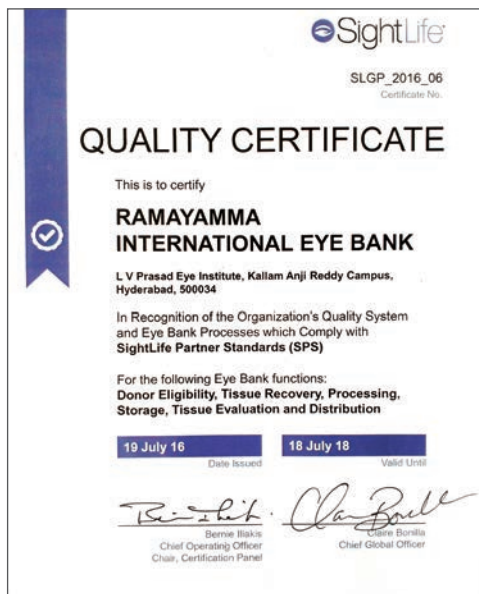 SightLife
SLGP_2016_06
Certificate No.
QUALITY CERTIFICATE
This is to certify
RAMAYAMMA
INTERNATIONAL EYE BANK
L V Prasad Eye Institute, Kallam Anji Reddy Campus,
Hyderabad, 500034
In Recognition of the Organization's Quality System
and Eye Bank Processes which Comply with
SightLife Partner Standards (SPS)
For the following Eye Bank functions:
Donor Eligibility, Tissue Recovery, Processing,
Storage, Tissue Evaluation and Distribution
19 July 16 18 July 18
Date Issued Valid Until
Bernie Iliakis Claire Bonilla
Chief Operating Officer Chief Global Officer
Chair, Certification Panel